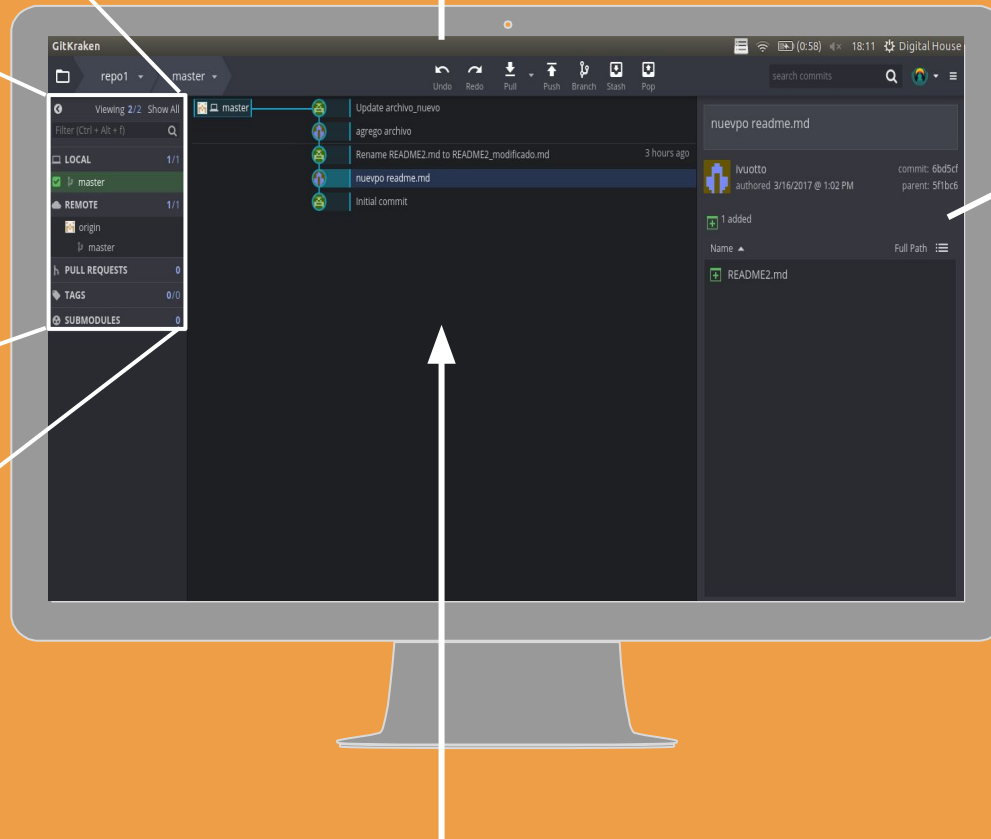 GitKraken
(0:58) 18:11 Digital House
repo1 master
Undo Redo Pull Push Branch Stash Pop
search commits
Viewing 2/2 Show All
Filter (Ctrl + Alt + f)
LOCAL 1/1
master
REMOTE 1/1
origin
master
PULL REQUESTS 0
TAGS 0/0
SUBMODULES 0
master
Update archivo_nuevo
agrego archivo
Rename README2.md to README2_modificado.md 3 hours ago
nuevpo readme.md
Initial commit
nuevpo readme.md
ivuotto commit: 6bd5cf
authored 3/16/2017 @ 1:02 PM parent: 5f1bc6
1 added
Name Full Path
README2.md